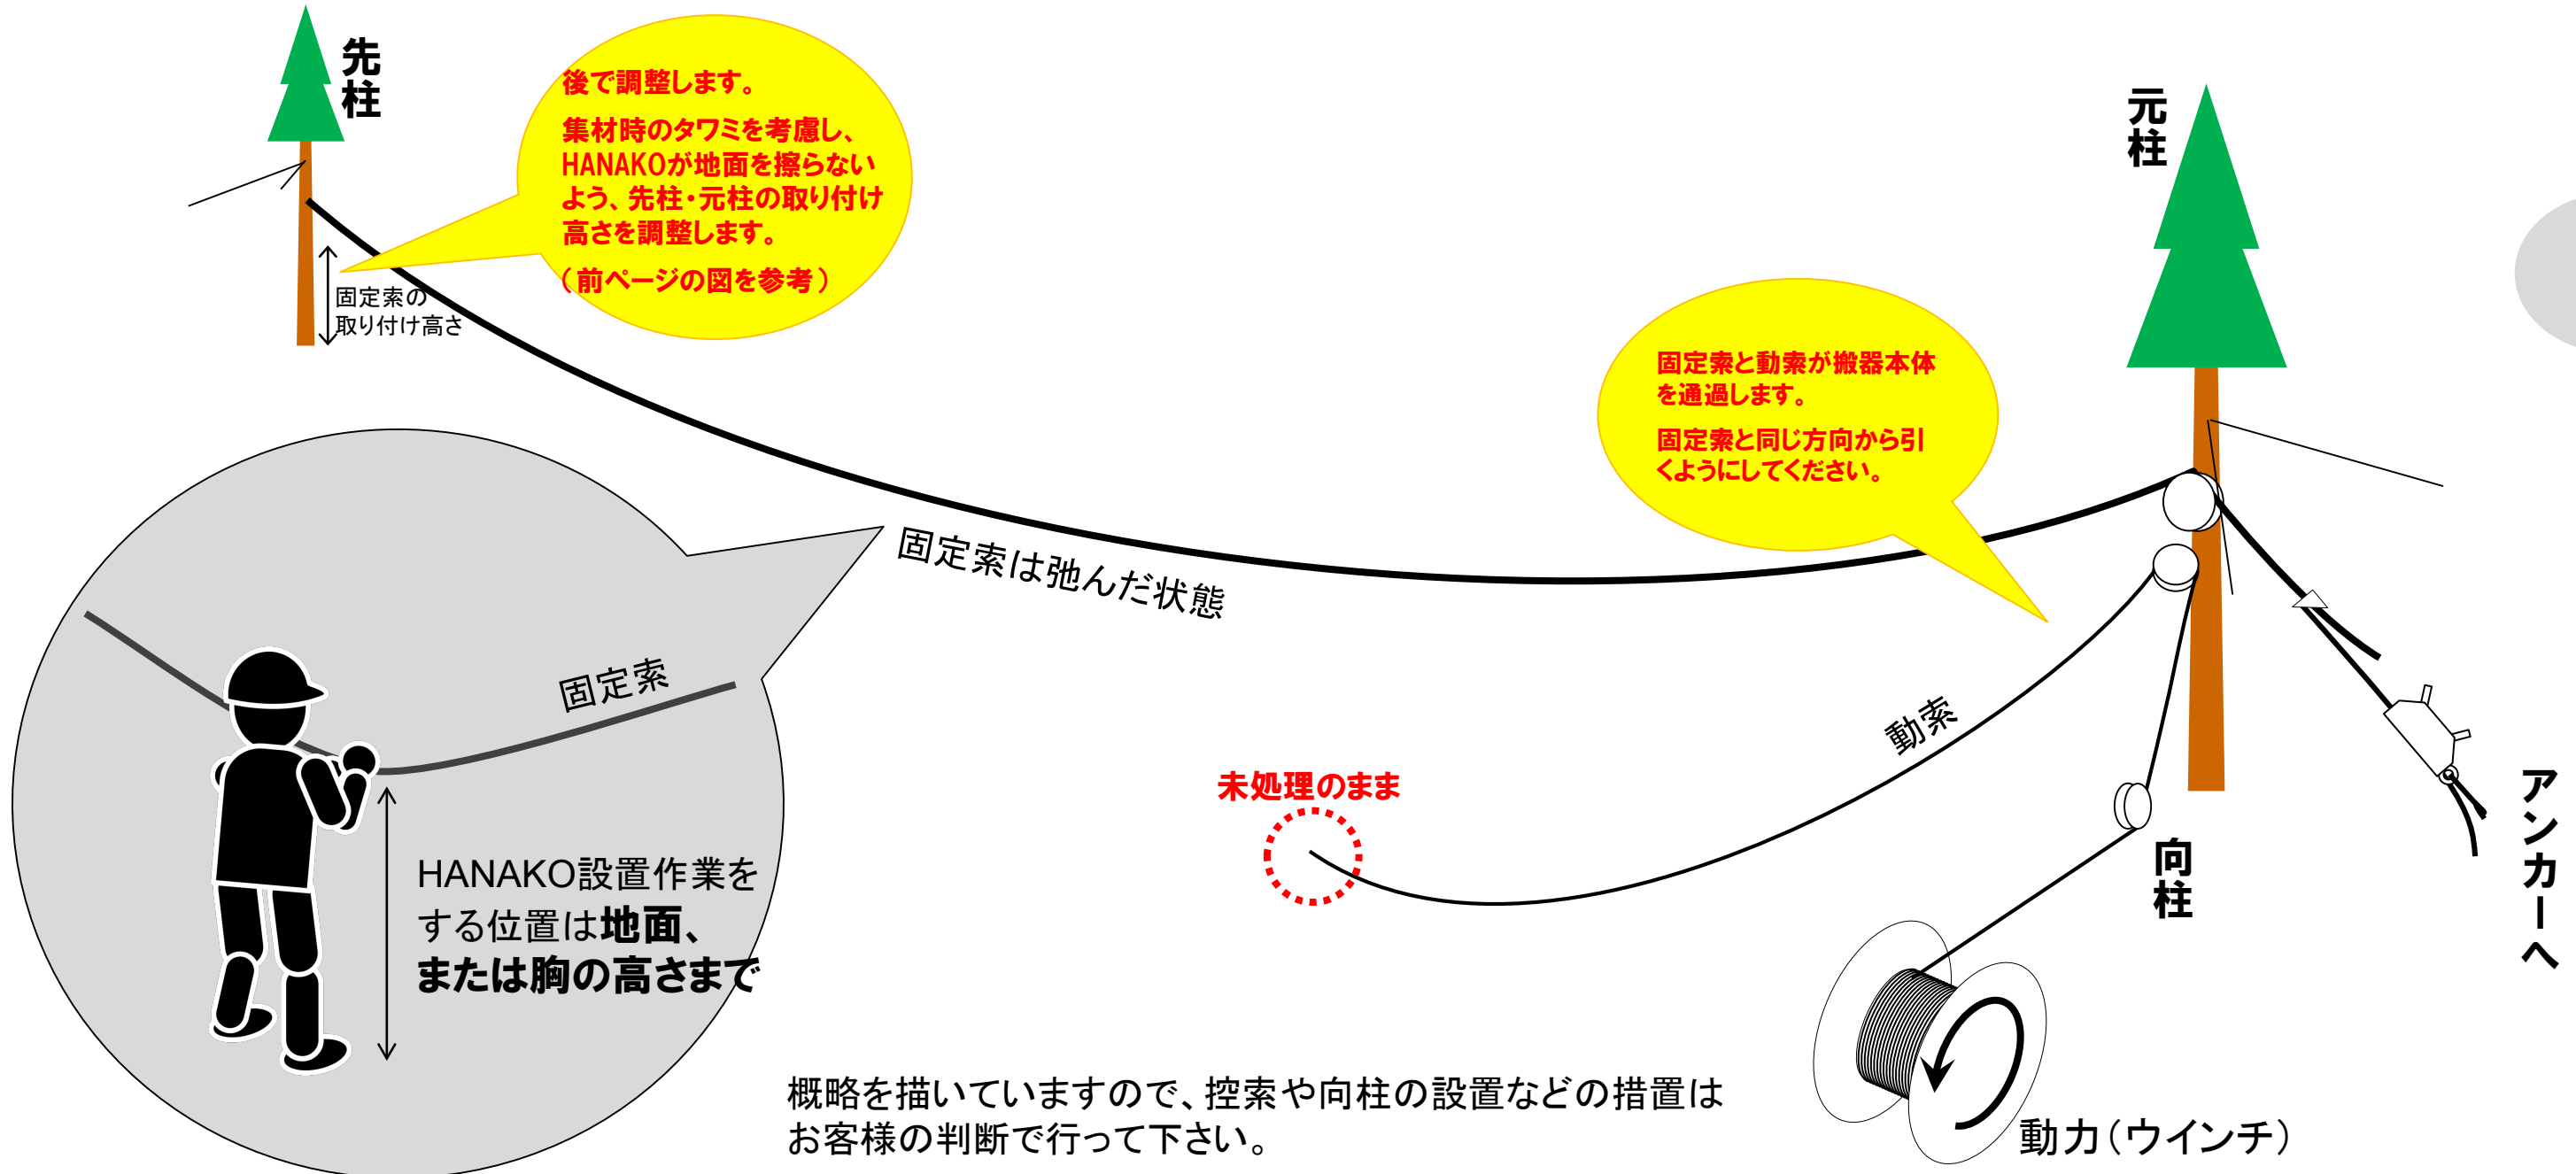 先柱
後で調整します。
集材時のタワミを考慮し、
HANAKOが地面を擦らない
よう、先柱・元柱の取り付け
高さを調整します。
（前ページの図を参考）
固定索の
取り付け高さ
元柱
固定索と動索が搬器本体
を通過します。
固定索と同じ方向から引
くようにしてください。
固定索は弛んだ状態
固定索
動索
未処理のまま
HANAKO設置作業を
する位置は地面、
または胸の高さまで
向柱
アンカーへ
動力（ウインチ）
概略を描いていますので、控索や向柱の設置などの措置は
お客様の判断で行って下さい。